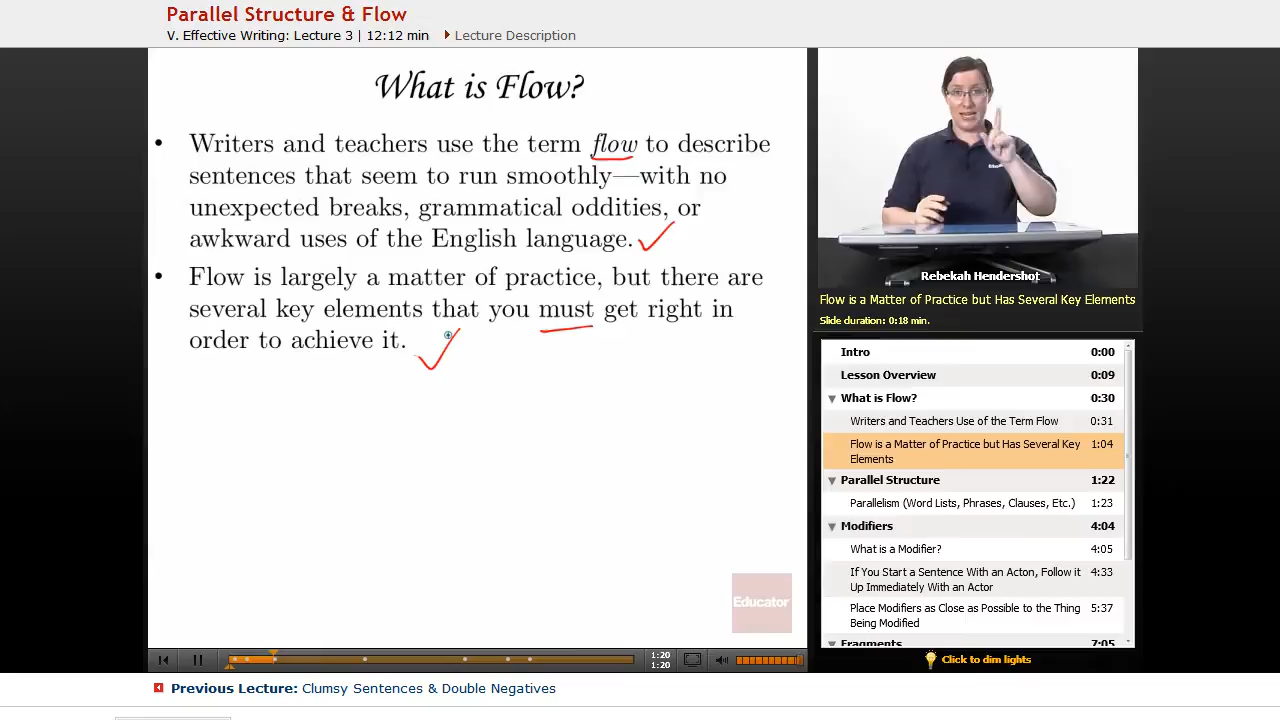 Parallel Structure & Flow
V. Effective Writing: Lecture 3 | 12:12 min
Lecture Description
What is Flow?
• Writers and teachers use the term flow to describe
sentences that seem to run smoothly—with no
unexpected breaks, grammatical oddities, or
awkward uses of the English language.
• Flow is largely a matter of practice, but there are
several key elements that you must get right in
order to achieve it.
Educator
Rebekah Hendershot
Flow is a Matter of Practice but Has Several Key Elements
Slide duration: 0:18 min.
Intro 0:00
Lesson Overview 0:09
What is Flow? 0:30
Writers and Teachers Use of the Term Flow 0:31
Flow is a Matter of Practice but Has Several Key 1:04
Elements
Parallel Structure 1:22
Parallelism (Word Lists, Phrases, Clauses, Etc.) 1:23
Modifiers 4:04
What is a Modifier? 4:05
If You Start a Sentence With an Acton, Follow it 4:33
Up Immediately With an Actor
Place Modifiers as Close as Possible to the Thing 5:37
Being Modified
Fragments 7:05
1:20
1:20
Click to dim lights
Previous Lecture: Clumsy Sentences & Double Negatives